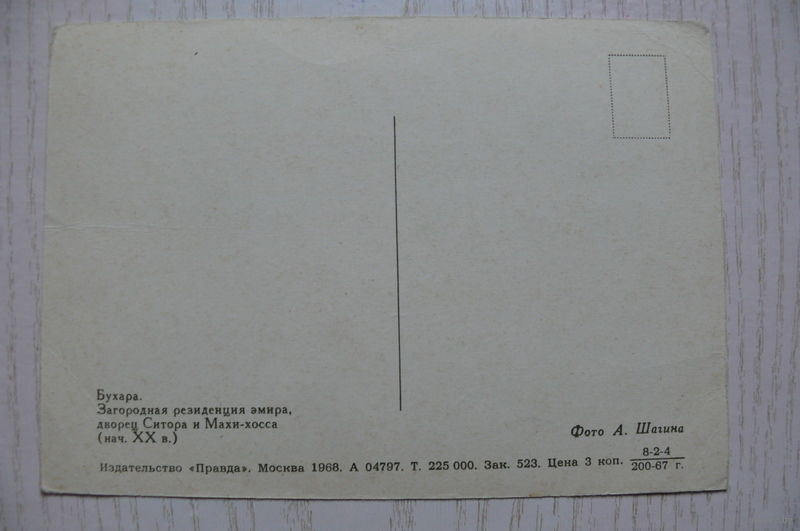 Бухара.
Загородная резиденция эмира,
дворец Ситора и Махи-хосса
(нач. XX в.)
Фото А. Шагина
Издательство «Правда». Москва 1968. А 04797. Т. 225 000. Зак. 523. Цена 3 коп. 8-2-4
200-67 г.